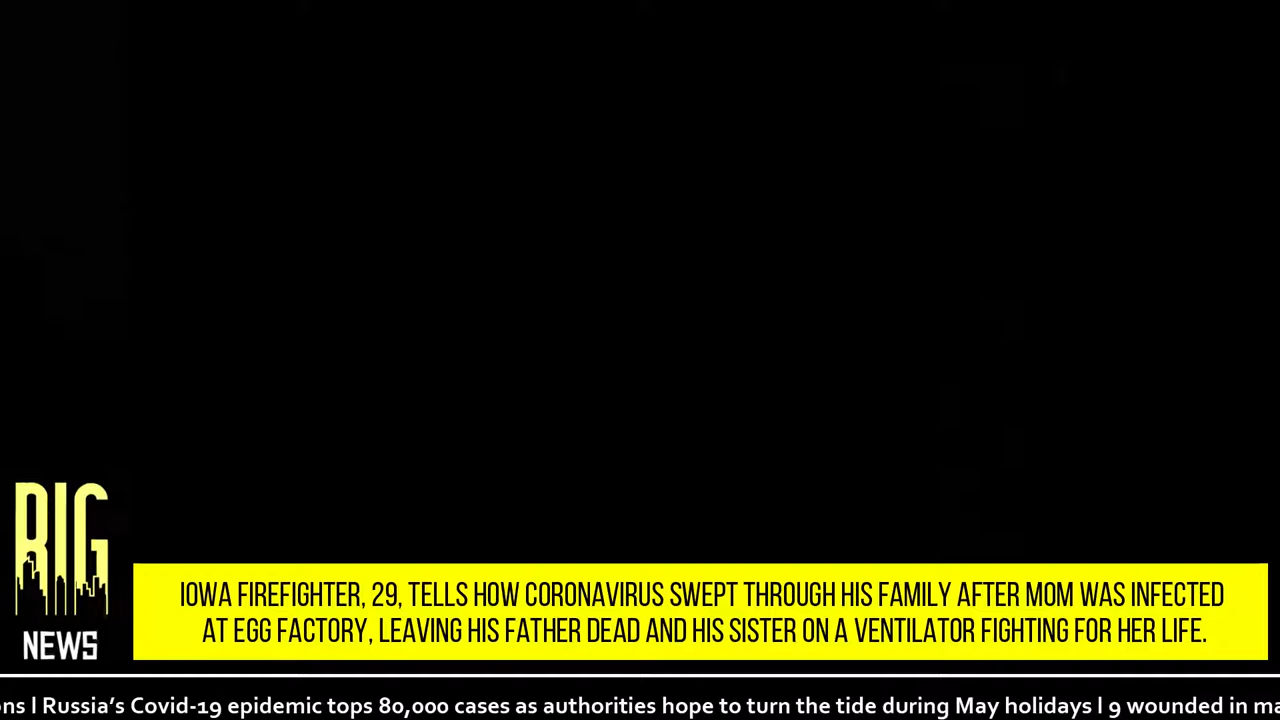 BIG
NEWS
IOWA FIREFIGHTER, 29, TELLS HOW CORONAVIRUS SWEPT THROUGH HIS FAMILY AFTER MOM WAS INFECTED
AT EGG FACTORY, LEAVING HIS FATHER DEAD AND HIS SISTER ON A VENTILATOR FIGHTING FOR HER LIFE.
ns l Russia’s Covid-19 epidemic tops 80,000 cases as authorities hope to turn the tide during May holidays l 9 wounded in ma